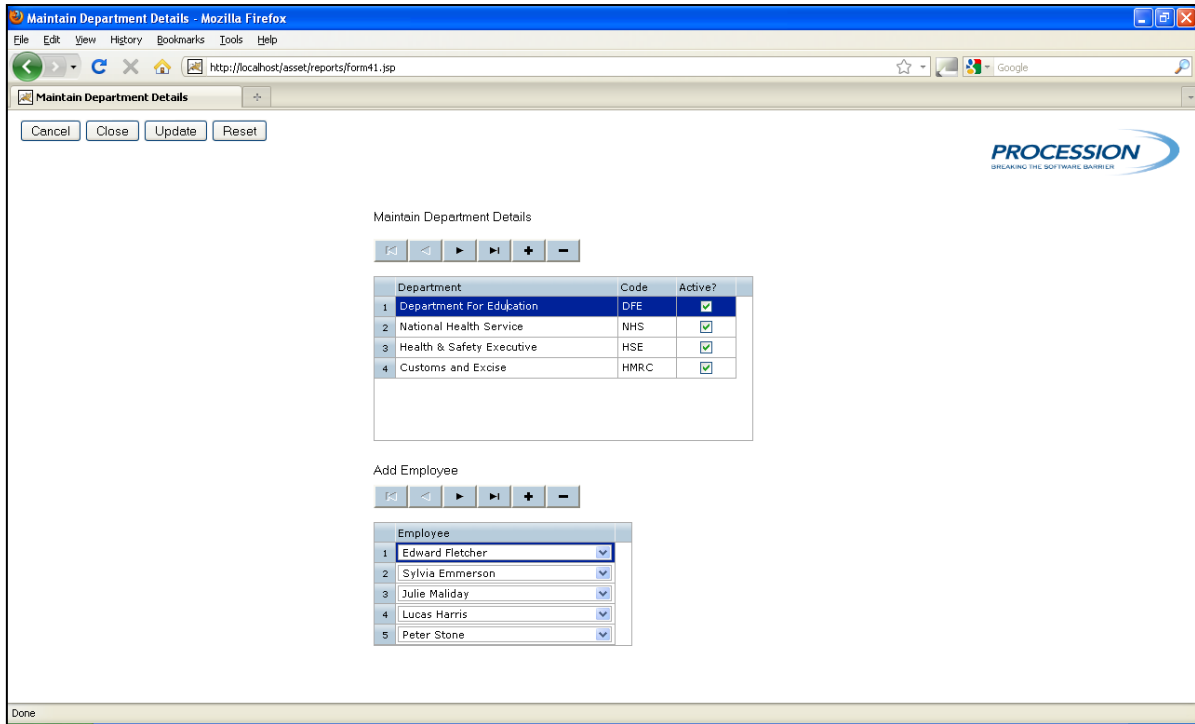 Maintain Department Details - Mozilla Firefox
File Edit View History Bookmarks Tools Help
http://localhost/asset/reports/form41.jsp
Google
Maintain Department Details
Cancel Close Update Reset
PROCESSION
BREAKING THE SOFTWARE BARRIER
Maintain Department Details
Department Code Active?
1 Department For Education DFE
2 National Health Service NHS
3 Health & Safety Executive HSE
4 Customs and Excise HMRC
Add Employee
Employee
1 Edward Fletcher
2 Sylvia Emmerson
3 Julie Maliday
4 Lucas Harris
5 Peter Stone
Done